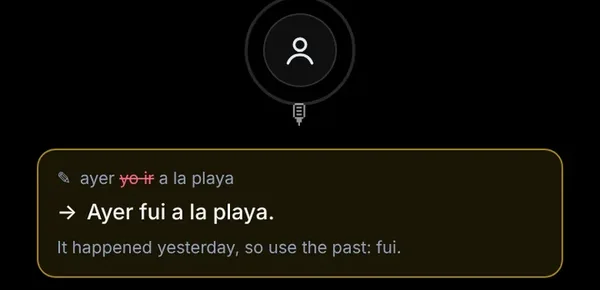 ayer yo ir a la playa
→ Ayer fui a la playa.
It happened yesterday, so use the past: fui.